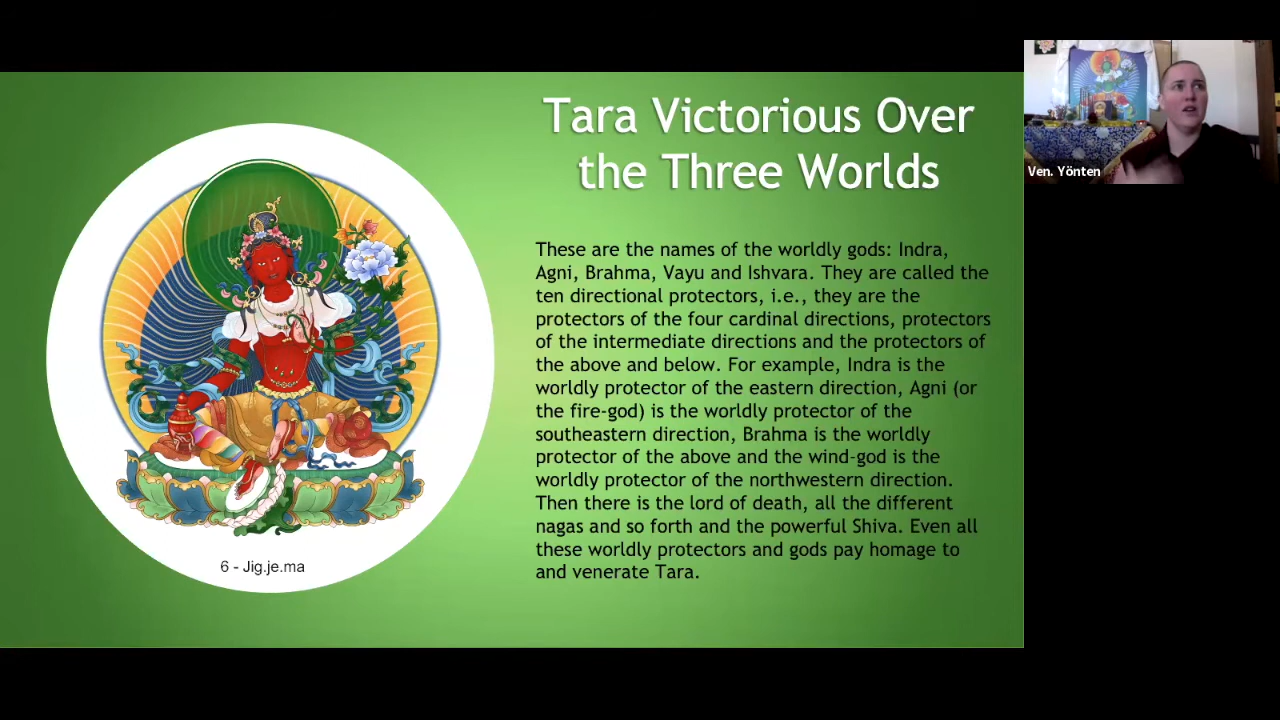 Tara Victorious Over
the Three Worlds
These are the names of the worldly gods: Indra,
Agni, Brahma, Vayu and Ishvara. They are called the
ten directional protectors, i.e., they are the
protectors of the four cardinal directions, protectors
of the intermediate directions and the protectors of
the above and below. For example, Indra is the
worldly protector of the eastern direction, Agni (or
the fire-god) is the worldly protector of the
southeastern direction, Brahma is the worldly
protector of the above and the wind-god is the
worldly protector of the northwestern direction.
Then there is the lord of death, all the different
nagas and so forth and the powerful Shiva. Even all
these worldly protectors and gods pay homage to
and venerate Tara.
6 - Jig.je.ma
Ven. Yönten